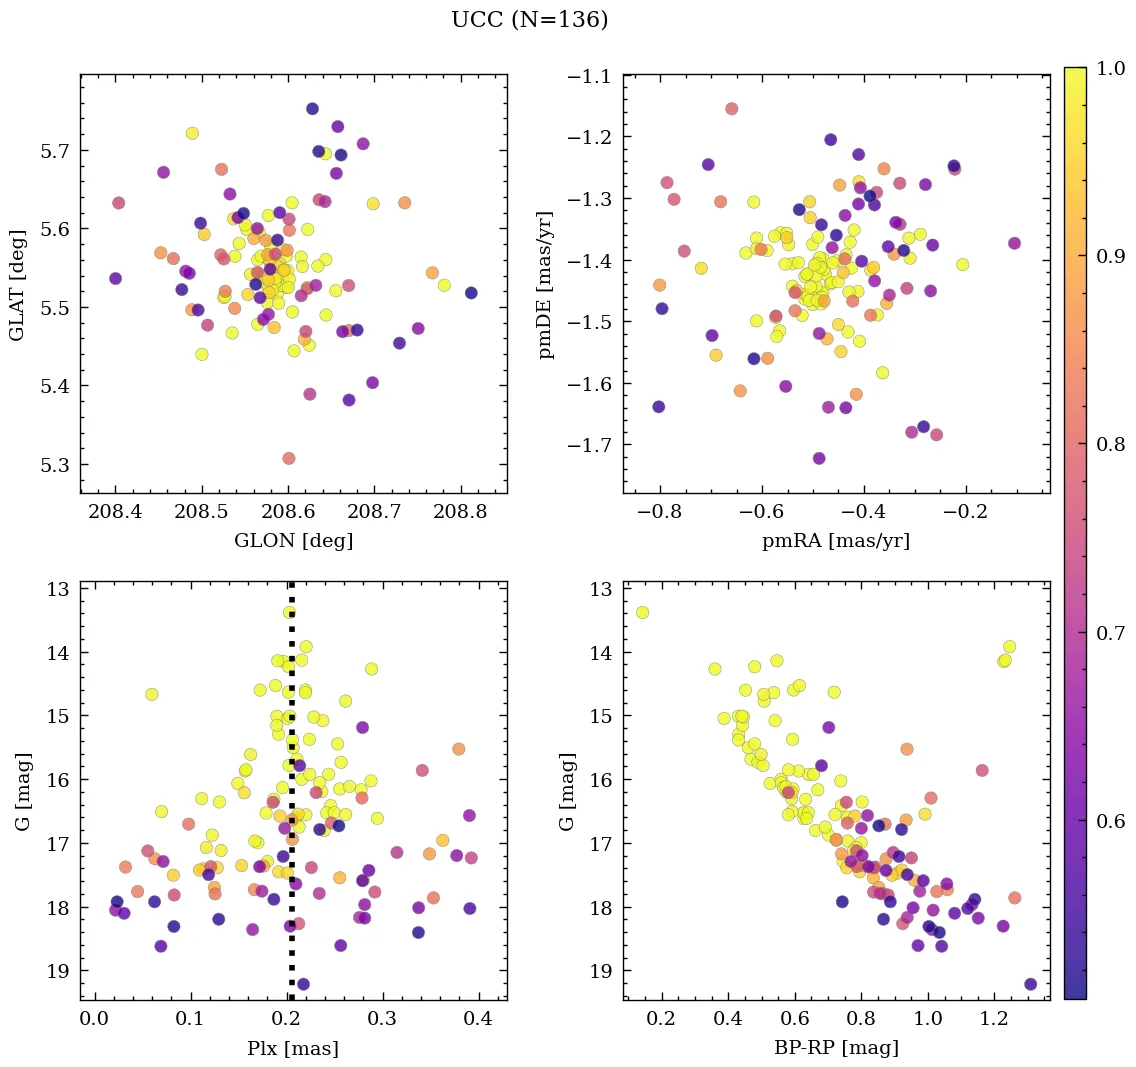 UCC (N=136)
5.7
5.6
5.5
5.4
5.3
GLAT [deg]
208.4 208.5 208.6 208.7 208.8
GLON [deg]
−1.1
−1.2
−1.3
−1.4
−1.5
−1.6
−1.7
pmDE [mas/yr]
−0.8 −0.6 −0.4 −0.2
pmRA [mas/yr]
1.0
0.9
0.8
0.7
0.6
13
14
15
16
17
18
19
G [mag]
0.0 0.1 0.2 0.3 0.4
Plx [mas]
13
14
15
16
17
18
19
G [mag]
0.2 0.4 0.6 0.8 1.0 1.2
BP-RP [mag]